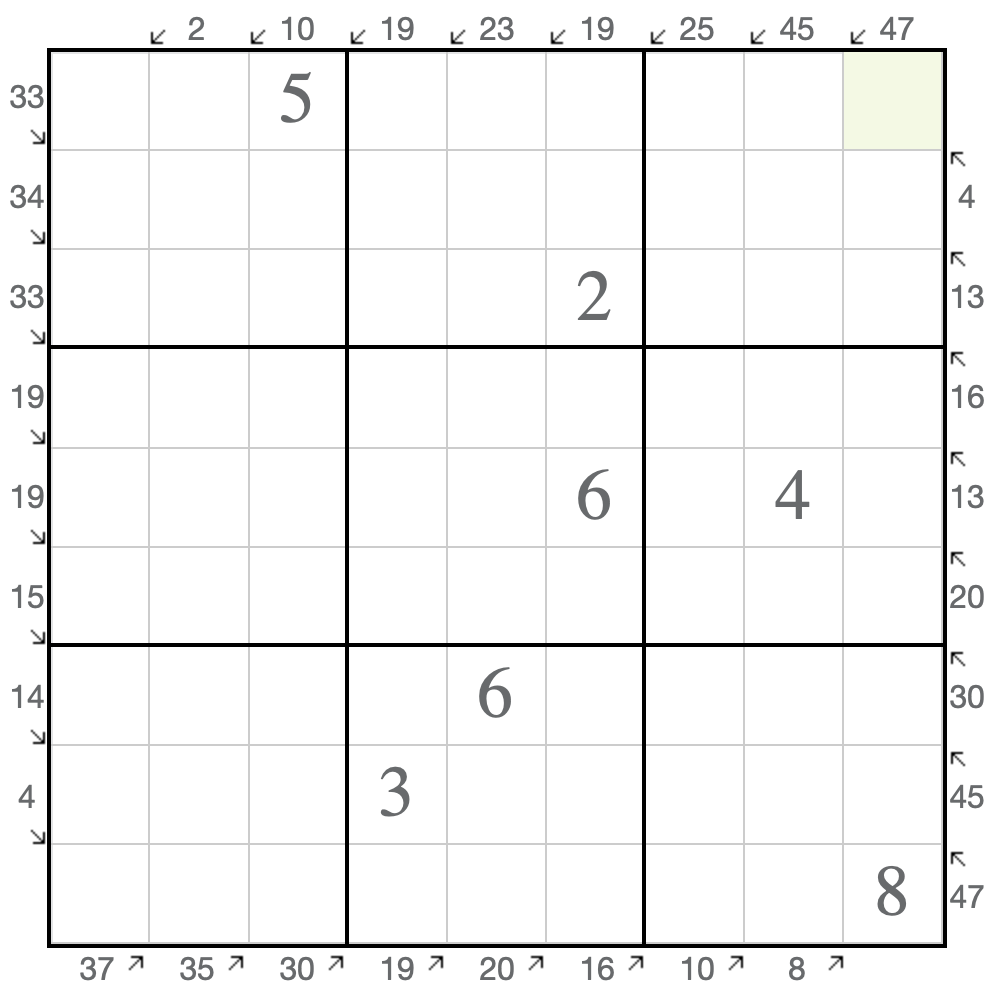 ↙ 2 ↙ 10 ↙ 19 ↙ 23 ↙ 19 ↙ 25 ↙ 45 ↙ 47
33 ↘ 5
34 ↘ ↖ 4
33 ↘ 2 ↖ 13
19 ↘ ↖ 16
19 ↘ 6 4 ↖ 13
15 ↘ ↖ 20
14 ↘ 6 ↖ 30
4 ↘ 3 ↖ 45
8 ↖ 47
37 ↗ 35 ↗ 30 ↗ 19 ↗ 20 ↗ 16 ↗ 10 ↗ 8 ↗